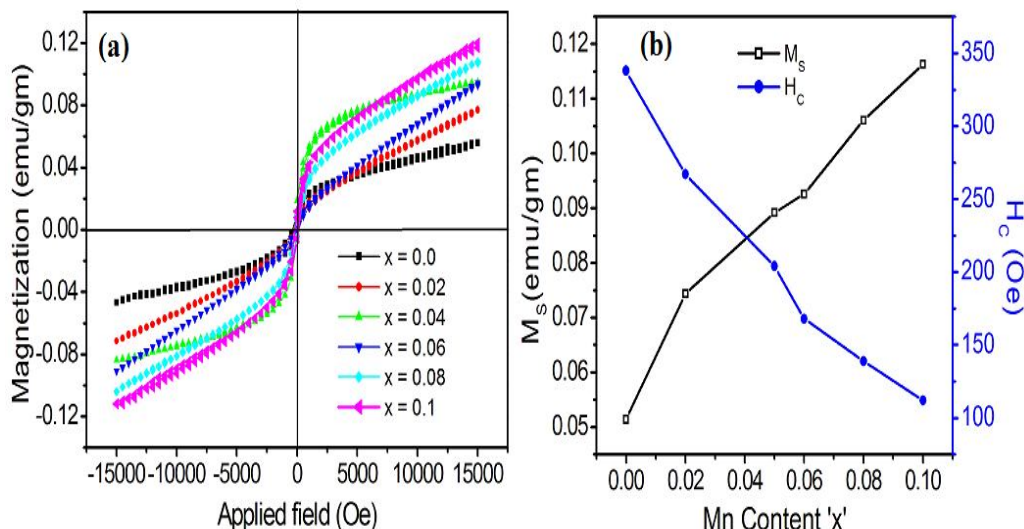 (a)
Magnetization (emu/gm)
0.12
0.08
0.04
0.00
-0.04
-0.08
-0.12
χ = 0.0
χ = 0.02
χ = 0.04
χ = 0.06
χ = 0.08
χ = 0.1
-15000 -10000 -5000 0 5000 10000 15000
Applied field (Oe)
(b)
Ms
Hc
Ms(emu/gm)
0.12
0.11
0.10
0.09
0.08
0.07
0.06
0.05
0.00 0.02 0.04 0.06 0.08 0.10
Mn Content 'x'
350
300
250
200
150
100
Hc (Oe)